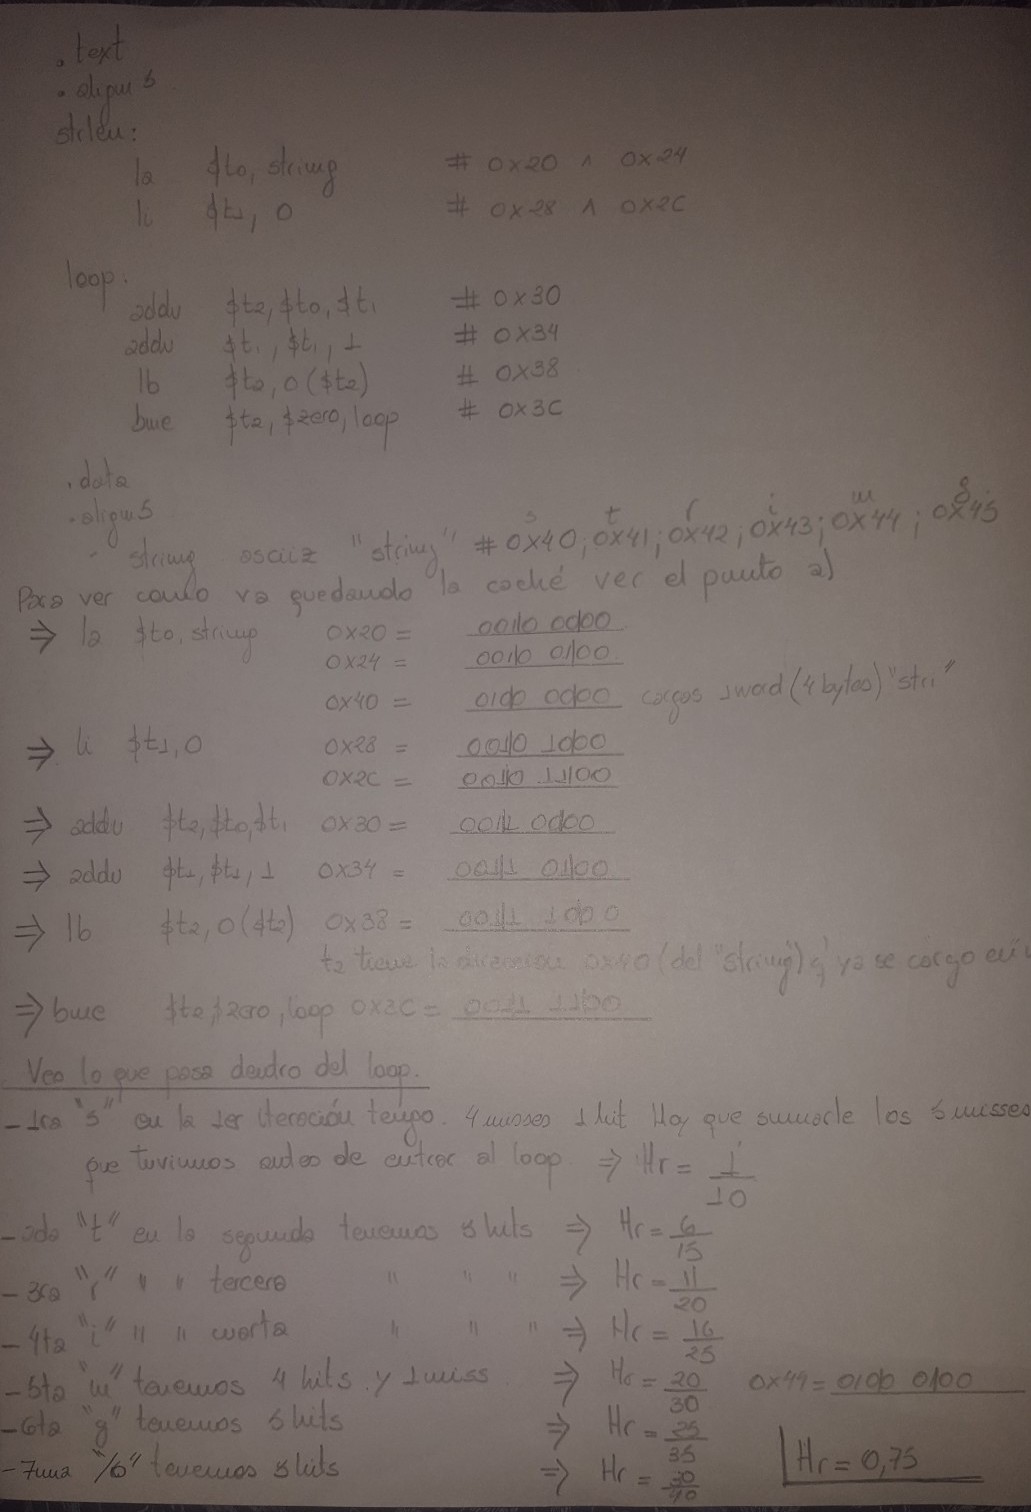 .text
.align 5
strlen:
la $t0, string # 0x20 ∧ 0x24
li $t1, 0 # 0x28 ∧ 0x2C
loop:
addu $t2, $t0, $t1 # 0x30
addu $t1, $t1, 1 # 0x34
lb $t2, 0($t2) # 0x38
bne $t2, $zero, loop # 0x3C
.data
.align 5
s t r i n g
string asciiz "string" # 0x40; 0x41; 0x42; 0x43; 0x44; 0x45
Para ver como va quedando la caché ver el punto a)
⇒ la $t0, string 0x20 = 0010 0000
0x24 = 0010 0100
0x40 = 0100 0000 cargas 1word (4 bytes) "stri"
⇒ li $t1, 0 0x28 = 0010 1000
0x2C = 0010 1100
⇒ addu $t2, $t0, $t1 0x30 = 0011 0000
⇒ addu $t1, $t1, 1 0x34 = 0011 0100
⇒ lb $t2, 0($t2) 0x38 = 0011 1000
t2 tiene la dirección 0x40 (del "string") q' ya se cargo
⇒ bne $t2, $zero, loop 0x3C = 0011 1100
Veo lo que pasa dentro del loop.
- 1ra "s" en la 1er iteración tengo. 4 misses 1 hit Hay que sumarle los 5 misses
que tuvimos antes de entrar al loop ⇒ Hr = 1/10
- 2da "t" en la segunda tenemos 5 hits ⇒ Hr = 6/15
- 3ra "r" " " tercera " " " ⇒ Hr = 11/20
- 4ta "i" " " cuarta " " " ⇒ Hr = 16/25
- 5ta "n" tenemos 4 hits y 1 miss ⇒ Hr = 20/30 0x44 = 0100 0100
- 6ta "g" tenemos 5 hits ⇒ Hr = 25/35
- 7ma "/0" tenemos 5 hits ⇒ Hr = 30/40 Hr = 0,75